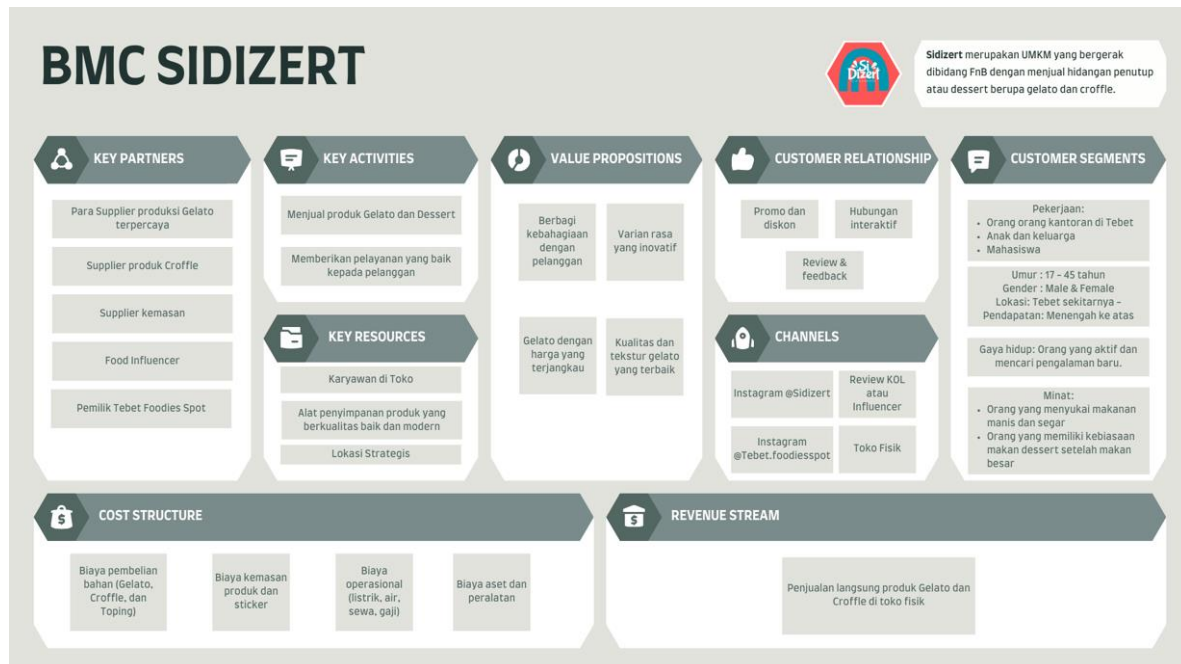 BMC SIDIZERT
Si
Dizert
Sidizert merupakan UMKM yang bergerak
dibidang FnB dengan menjual hidangan penutup
atau dessert berupa gelato dan croffle.
KEY PARTNERS
Para Supplier produksi Gelato
terpercaya
Supplier produk Croffle
Supplier kemasan
Food Influencer
Pemilik Tebet Foodies Spot
KEY ACTIVITIES
Menjual produk Gelato dan Dessert
Memberikan pelayanan yang baik
kepada pelanggan
KEY RESOURCES
Karyawan di Toko
Alat penyimpanan produk yang
berkualitas baik dan modern
Lokasi Strategis
VALUE PROPOSITIONS
Berbagi
kebahagiaan
dengan
pelanggan
Varian rasa
yang inovatif
Gelato dengan
harga yang
terjangkau
Kualitas dan
tekstur gelato
yang terbaik
CUSTOMER RELATIONSHIP
Promo dan
diskon
Hubungan
interaktif
Review &
feedback
CHANNELS
Instagram @Sidizert
Review KOL
atau
Influencer
Instagram
@Tebet.foodiesspot
Toko Fisik
CUSTOMER SEGMENTS
Pekerjaan:
• Orang orang kantoran di Tebet
• Anak dan keluarga
• Mahasiswa
Umur : 17 - 45 tahun
Gender : Male & Female
Lokasi: Tebet sekitarnya -
Pendapatan: Menengah ke atas
Gaya hidup: Orang yang aktif dan
mencari pengalaman baru.
Minat:
• Orang yang menyukai makanan
manis dan segar
• Orang yang memiliki kebiasaan
makan dessert setelah makan
besar
COST STRUCTURE
Biaya pembelian
bahan (Gelato,
Croffle, dan
Toping)
Biaya kemasan
produk dan
sticker
Biaya
operasional
(listrik, air,
sewa, gaji)
Biaya aset dan
peralatan
REVENUE STREAM
Penjualan langsung produk Gelato dan
Croffle di toko fisik